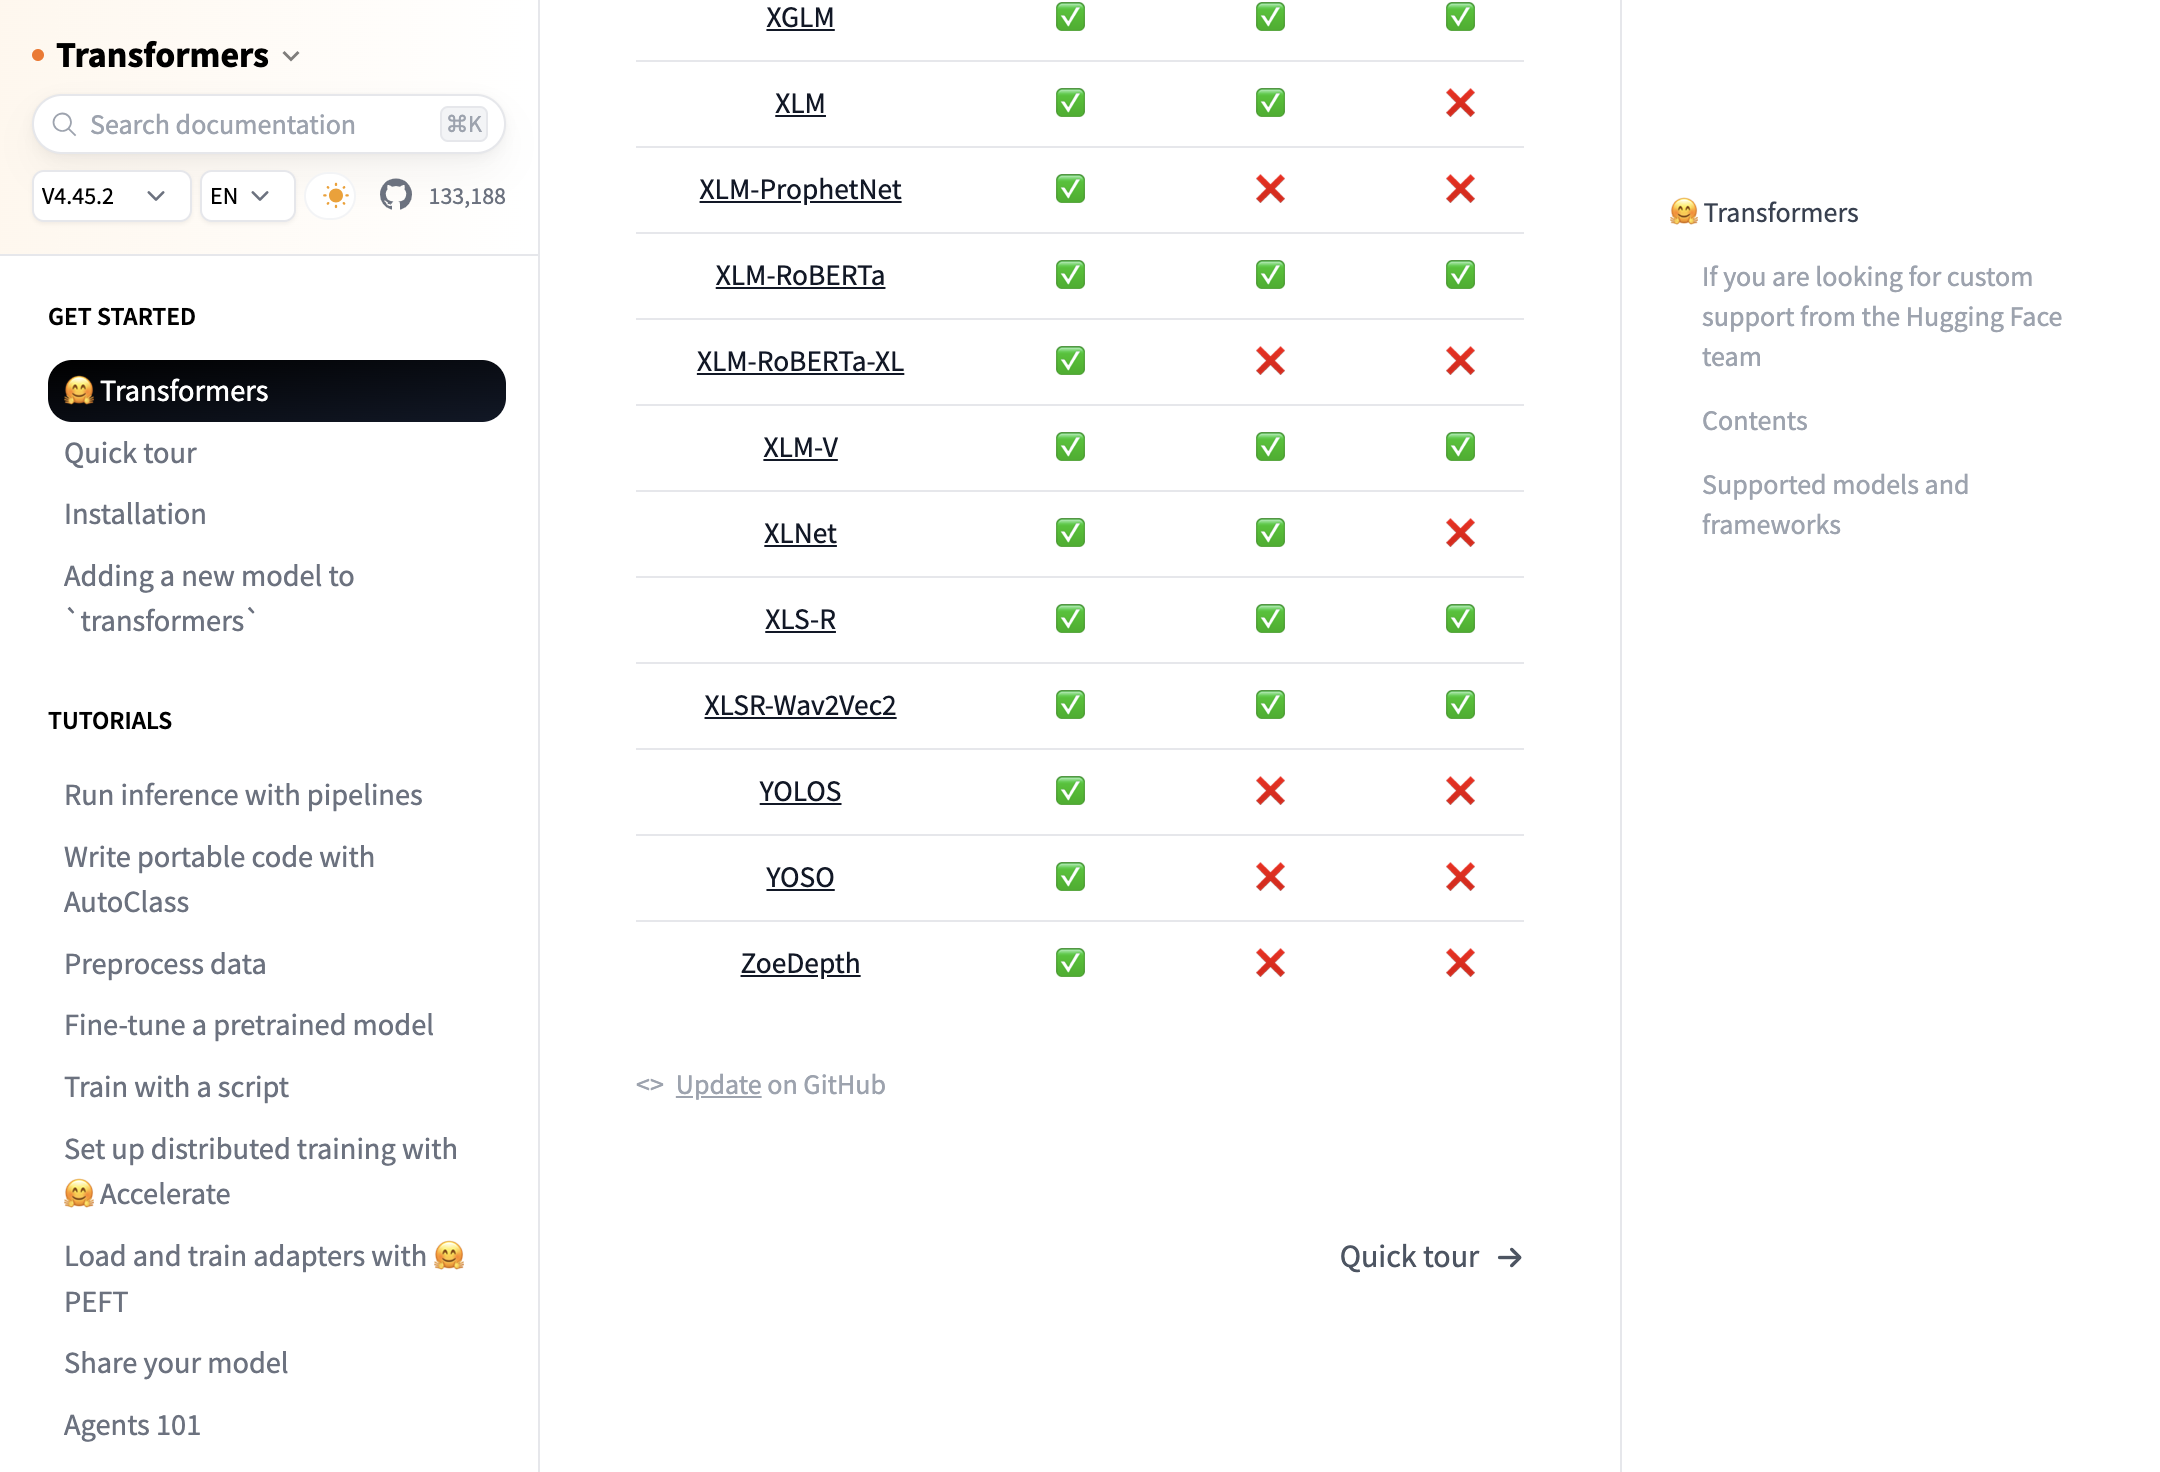 Transformers
Search documentation
⌘K
V4.45.2
EN
133,188
GET STARTED
🤗 Transformers
Quick tour
Installation
Adding a new model to
`transformers`
TUTORIALS
Run inference with pipelines
Write portable code with
AutoClass
Preprocess data
Fine-tune a pretrained model
Train with a script
Set up distributed training with
🤗 Accelerate
Load and train adapters with 🤗
PEFT
Share your model
Agents 101
XGLM ✅ ✅ ✅
XLM ✅ ✅ ❌
XLM-ProphetNet ✅ ❌ ❌
XLM-RoBERTa ✅ ✅ ✅
XLM-RoBERTa-XL ✅ ❌ ❌
XLM-V ✅ ✅ ✅
XLNet ✅ ✅ ❌
XLS-R ✅ ✅ ✅
XLSR-Wav2Vec2 ✅ ✅ ✅
YOLOS ✅ ❌ ❌
YOSO ✅ ❌ ❌
ZoeDepth ✅ ❌ ❌
<> Update on GitHub
Quick tour →
🤗 Transformers
If you are looking for custom
support from the Hugging Face
team
Contents
Supported models and
frameworks